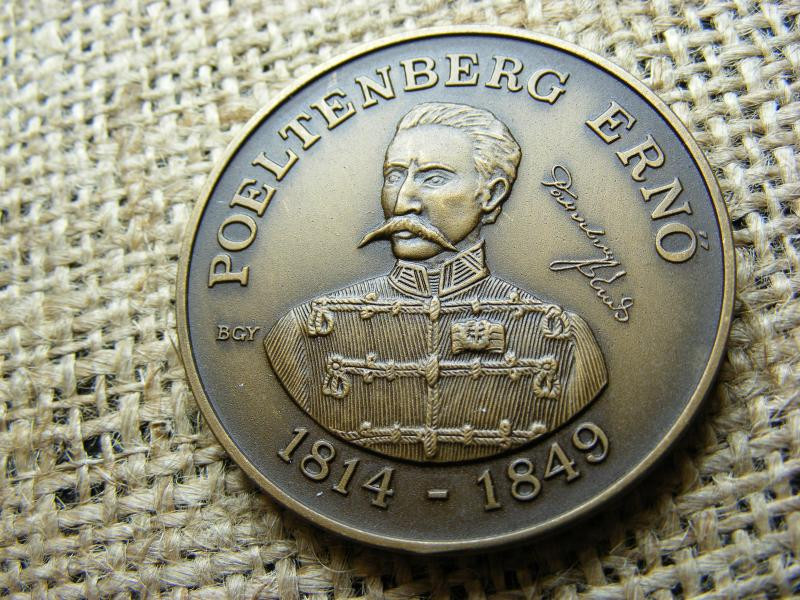 POELTENBERG ERNŐ
BGY
1814 - 1849